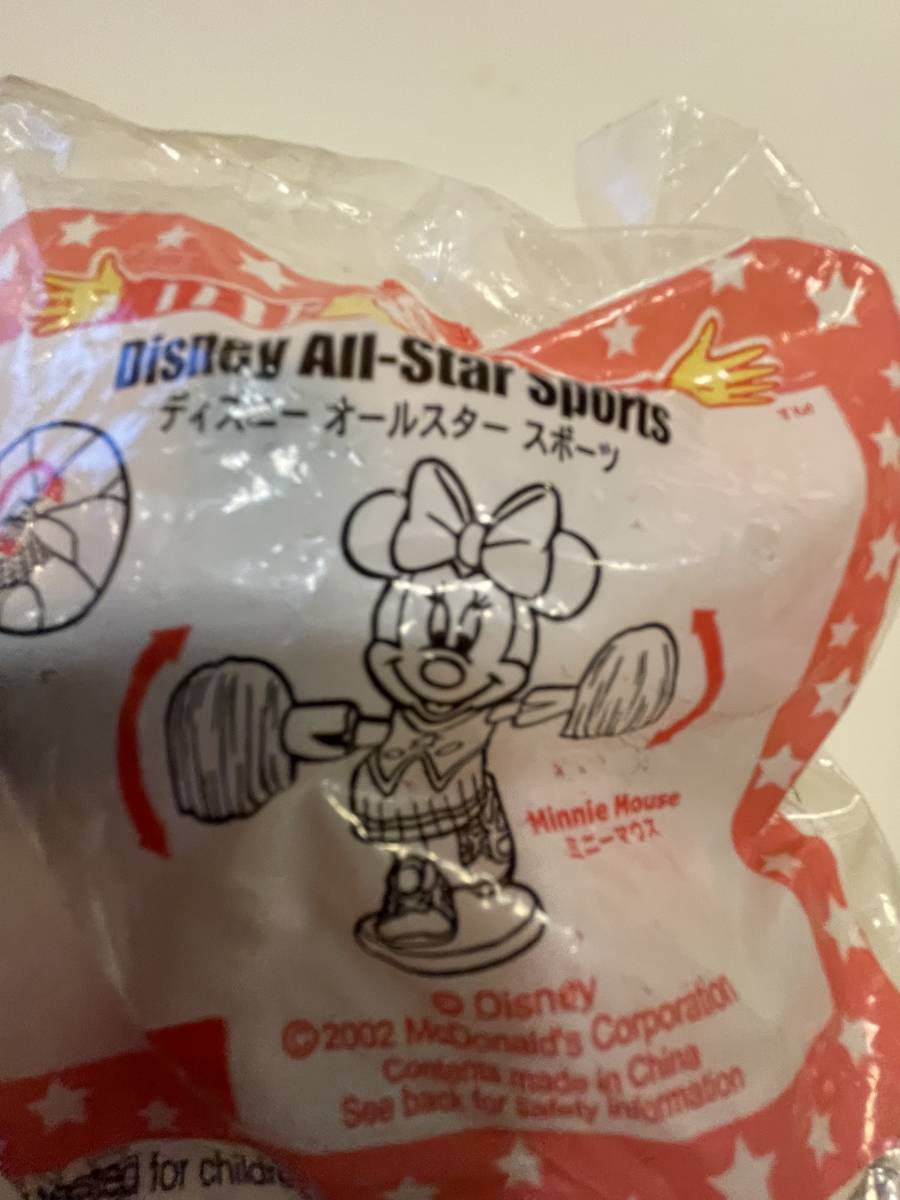 Disney All-Star Sports
ディズニー オールスター スポーツ
TM
Minnie Mouse
ミニーマウス
© Disney
©2002 McDonald's Corporation
Contents made in China
See back for safety information
for children